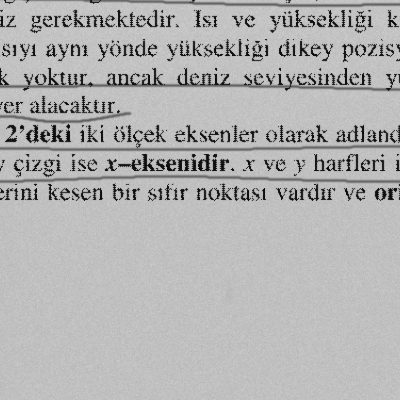 iz gerekmektedir. Isı ve yüksekliği k
sıyı aynı yönde yüksekliği dikey pozisy
k yoktur, ancak deniz seviyesinden yü
yer alacaktır.
2'deki iki ölçek eksenler olarak adland
y çizgi ise x–eksenidir. x ve y harfleri i
erini kesen bir sıfır noktası vardır ve ori